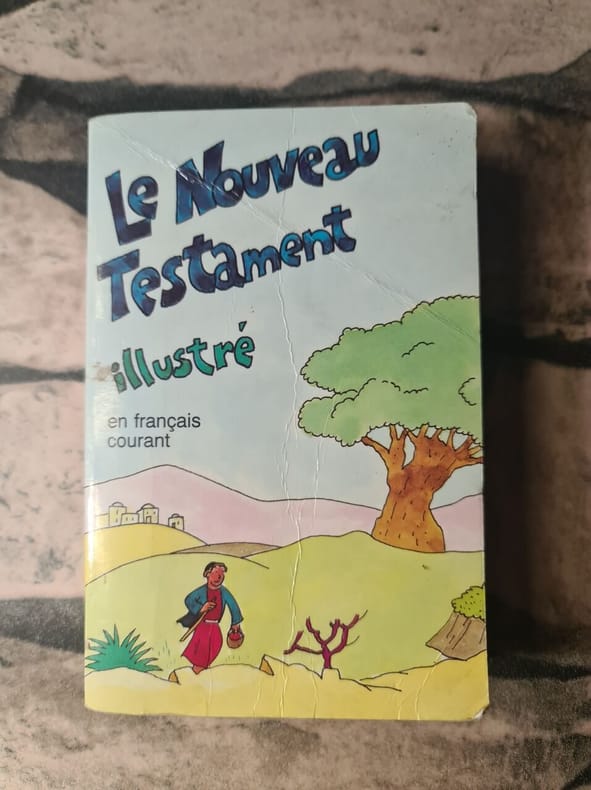 Le Nouveau
Testament
illustré
en français
courant